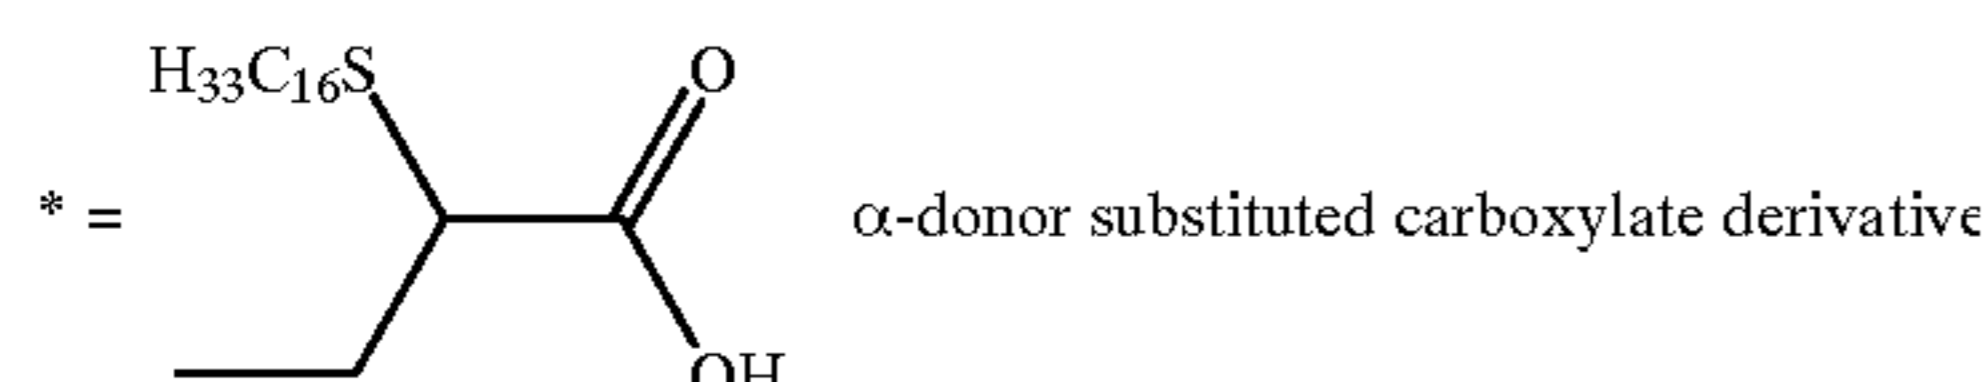 H₃₃C₁₆S O
* = α-donor substituted carboxylate derivative
OH